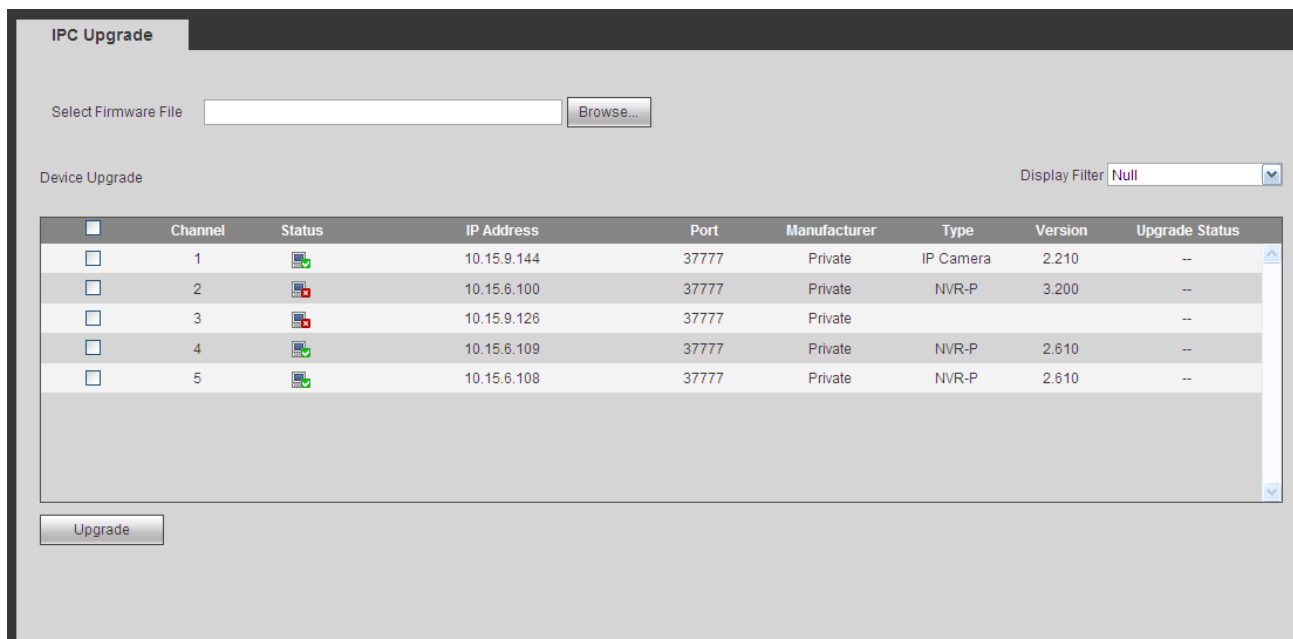 IPC Upgrade
Select Firmware File Browse...
Device Upgrade Display Filter Null
Channel Status IP Address Port Manufacturer Type Version Upgrade Status
1 10.15.9.144 37777 Private IP Camera 2.210 --
2 10.15.6.100 37777 Private NVR-P 3.200 --
3 10.15.9.126 37777 Private --
4 10.15.6.109 37777 Private NVR-P 2.610 --
5 10.15.6.108 37777 Private NVR-P 2.610 --
Upgrade